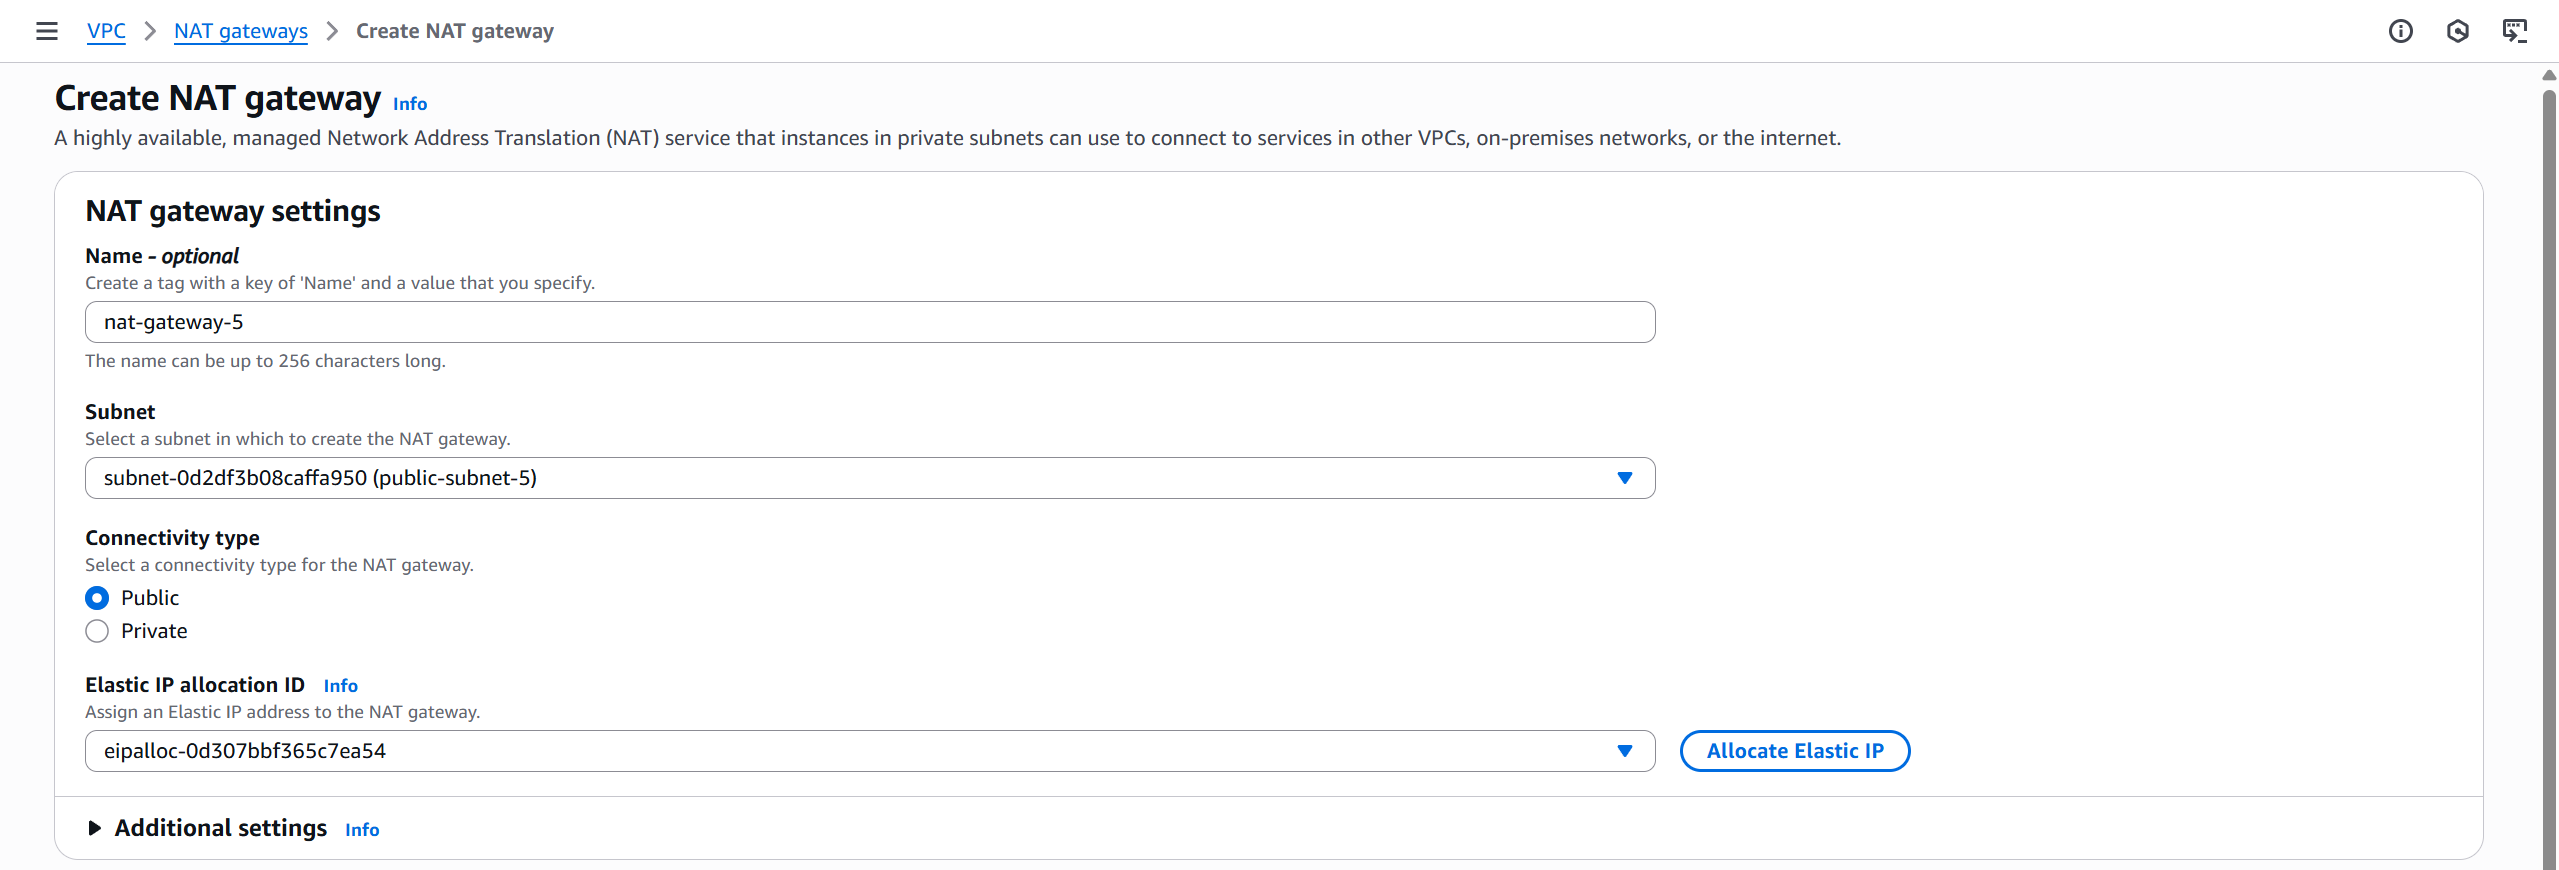 VPC > NAT gateways > Create NAT gateway
Create NAT gateway Info
A highly available, managed Network Address Translation (NAT) service that instances in private subnets can use to connect to services in other VPCs, on-premises networks, or the internet.
NAT gateway settings
Name - optional
Create a tag with a key of 'Name' and a value that you specify.
nat-gateway-5
The name can be up to 256 characters long.
Subnet
Select a subnet in which to create the NAT gateway.
subnet-0d2df3b08caffa950 (public-subnet-5)
Connectivity type
Select a connectivity type for the NAT gateway.
Public
Private
Elastic IP allocation ID Info
Assign an Elastic IP address to the NAT gateway.
eipalloc-0d307bbf365c7ea54
Allocate Elastic IP
Additional settings Info